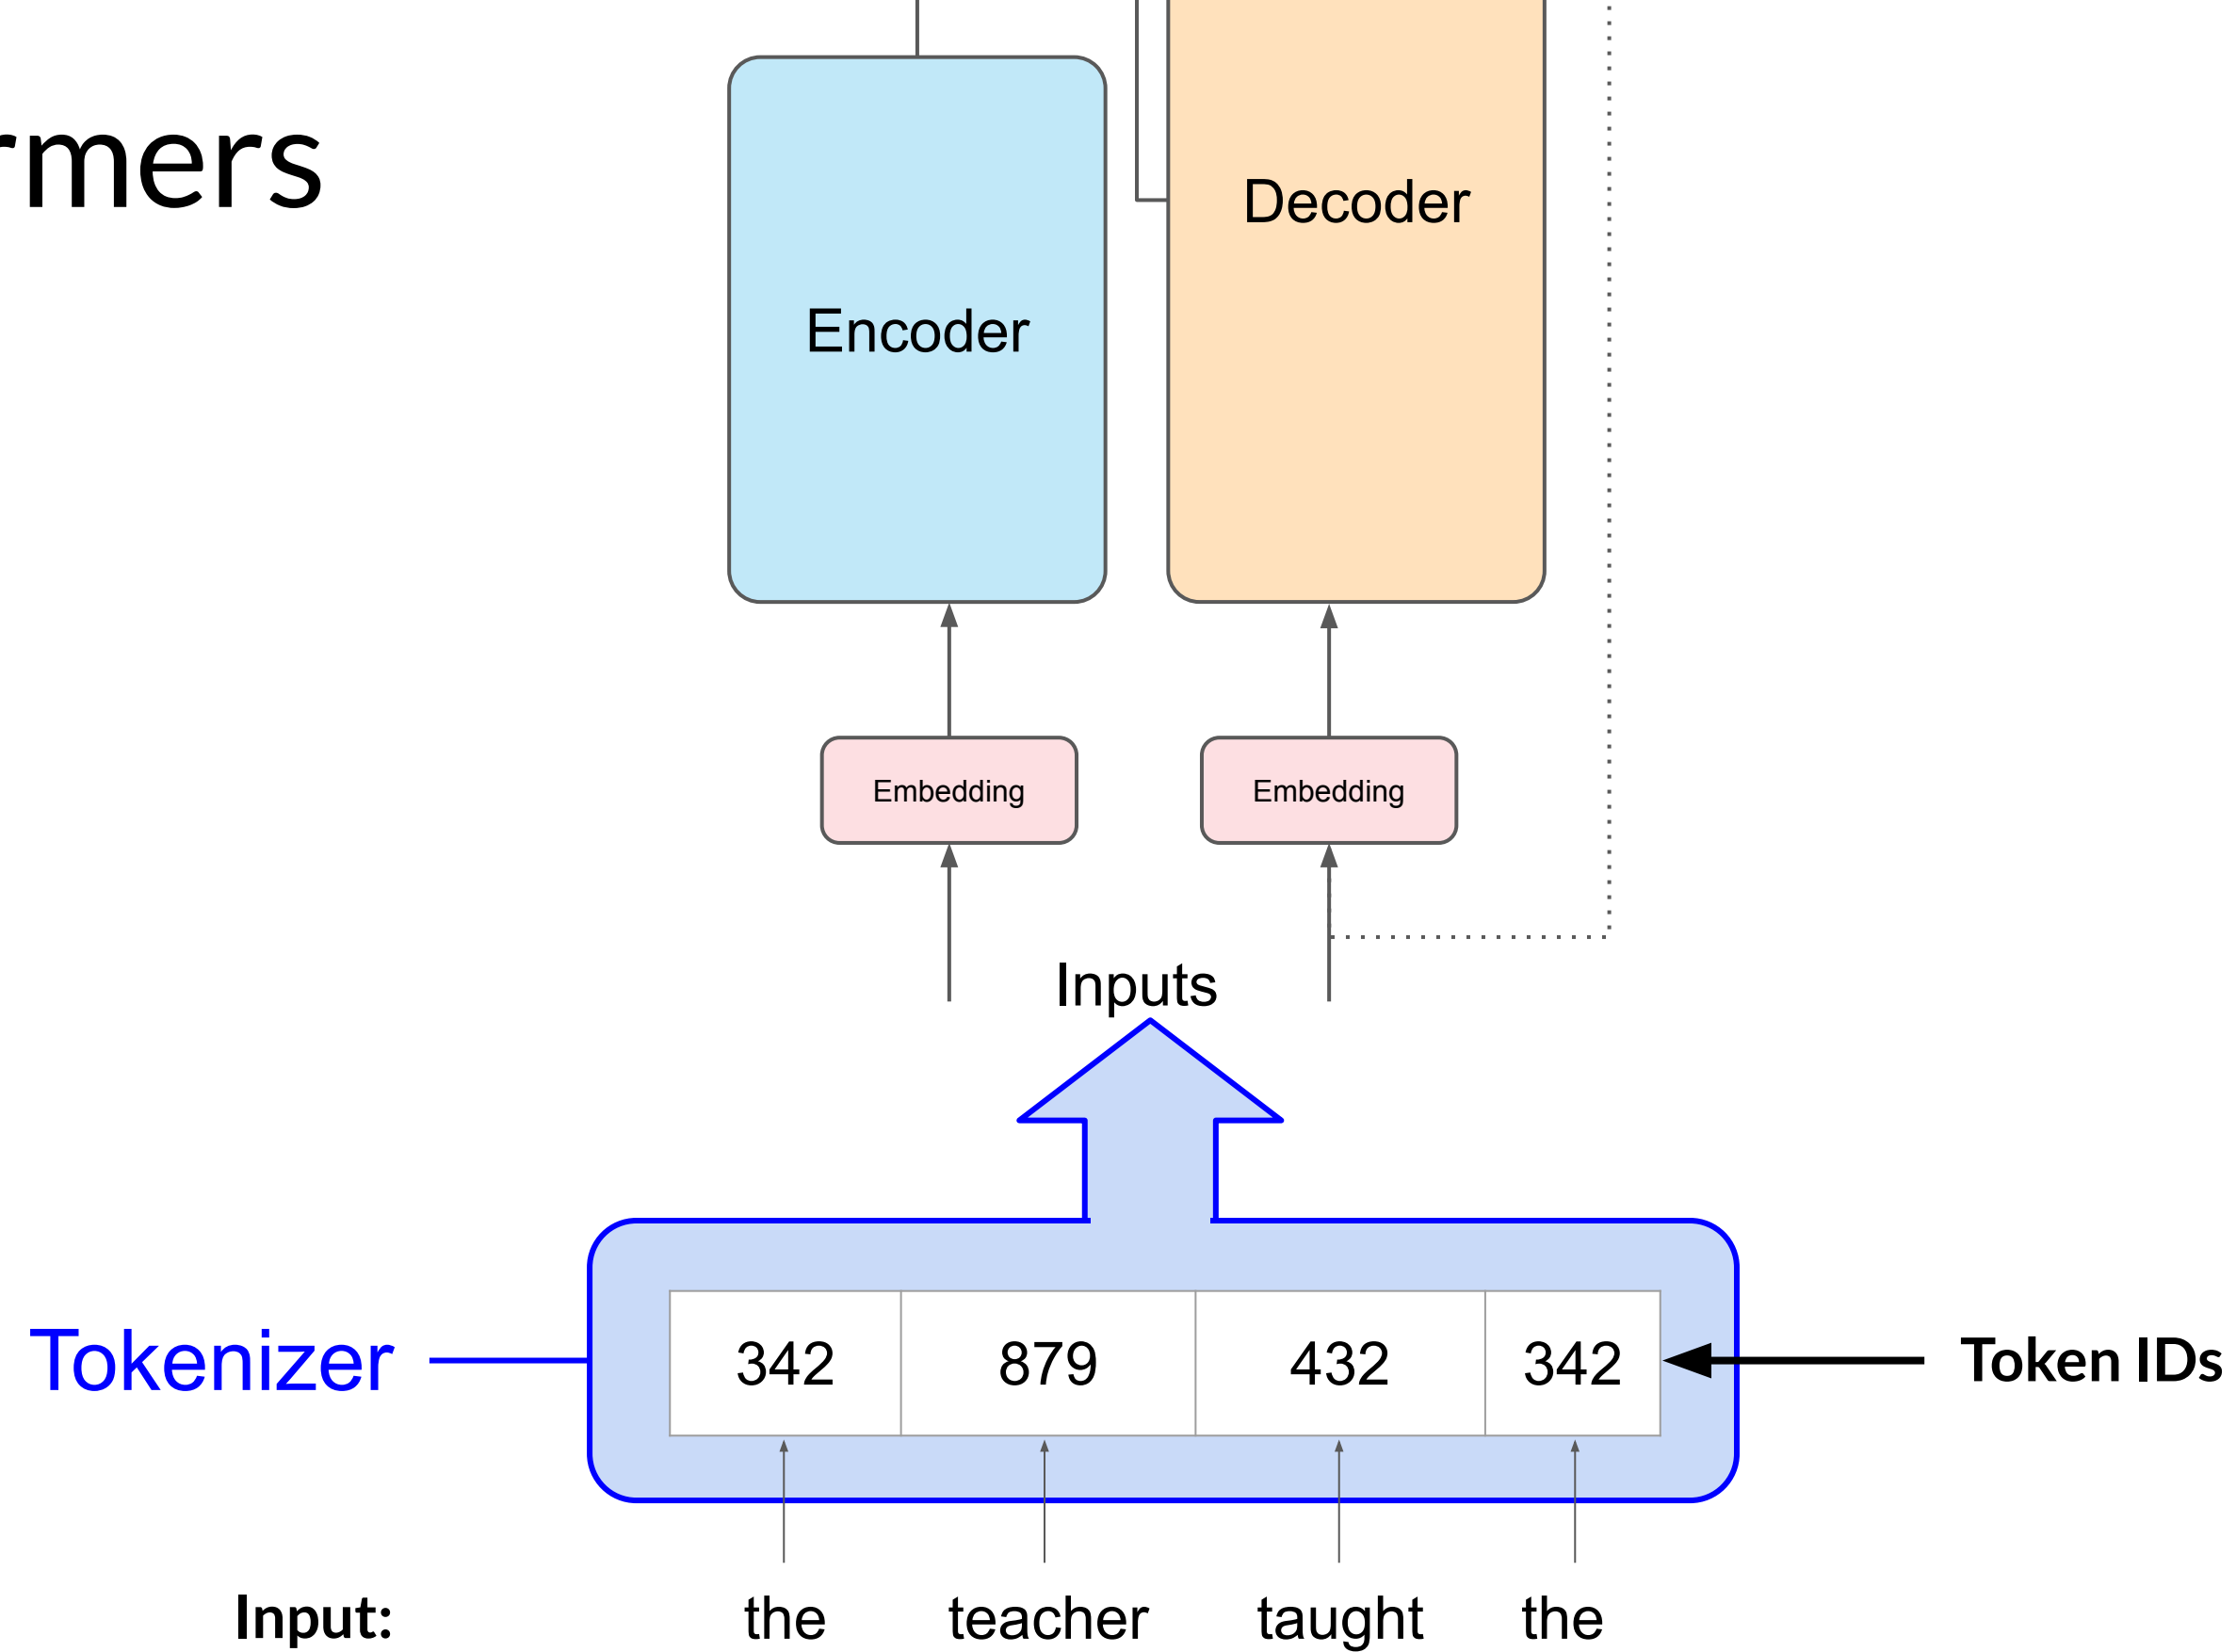 rmers
Decoder
Encoder
Embedding Embedding
Inputs
Tokenizer 342 879 432 342 Token IDs
Input: the teacher taught the